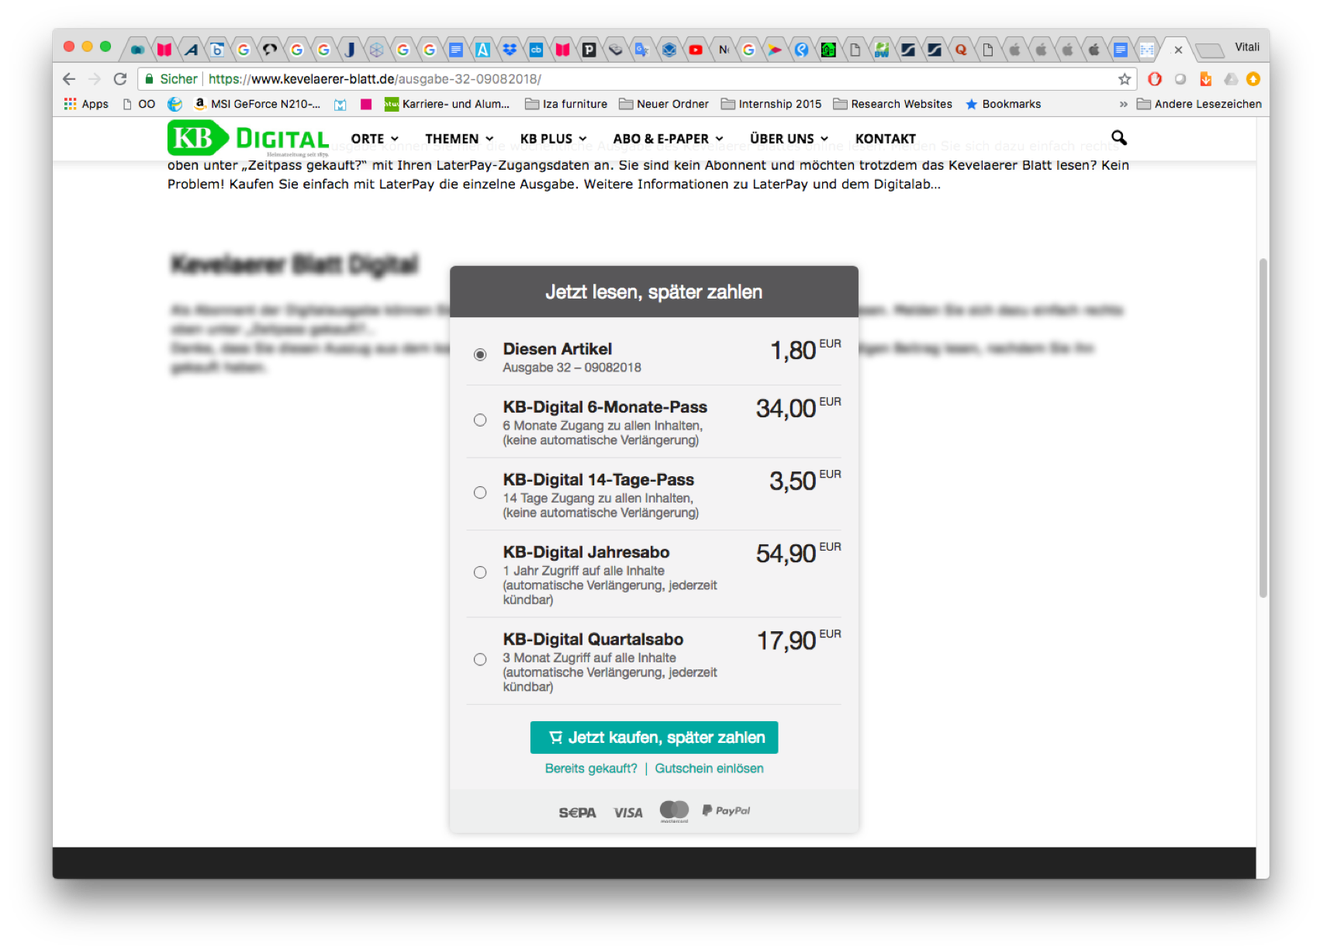 Vitali
Sicher | https://www.kevelaerer-blatt.de/ausgabe-32-09082018/
Apps OO MSI GeForce N210-... Karriere- und Alum... Iza furniture Neuer Ordner Internship 2015 Research Websites Bookmarks » Andere Lesezeichen
KB DIGITAL ORTE THEMEN KB PLUS ABO & E-PAPER ÜBER UNS KONTAKT
Heimatzeitung seit 1879.
oben unter „Zeitpass gekauft?“ mit Ihren LaterPay-Zugangsdaten an. Sie sind kein Abonnent und möchten trotzdem das Kevelaerer Blatt lesen? Kein
Problem! Kaufen Sie einfach mit LaterPay die einzelne Ausgabe. Weitere Informationen zu LaterPay und dem Digitalab...
Kevelaerer Blatt Digital
Jetzt lesen, später zahlen
Diesen Artikel 1,80 EUR
Ausgabe 32 – 09082018
KB-Digital 6-Monate-Pass 34,00 EUR
6 Monate Zugang zu allen Inhalten,
(keine automatische Verlängerung)
KB-Digital 14-Tage-Pass 3,50 EUR
14 Tage Zugang zu allen Inhalten,
(keine automatische Verlängerung)
KB-Digital Jahresabo 54,90 EUR
1 Jahr Zugriff auf alle Inhalte
(automatische Verlängerung, jederzeit
kündbar)
KB-Digital Quartalsabo 17,90 EUR
3 Monat Zugriff auf alle Inhalte
(automatische Verlängerung, jederzeit
kündbar)
Jetzt kaufen, später zahlen
Bereits gekauft? | Gutschein einlösen
S€PA VISA mastercard PayPal